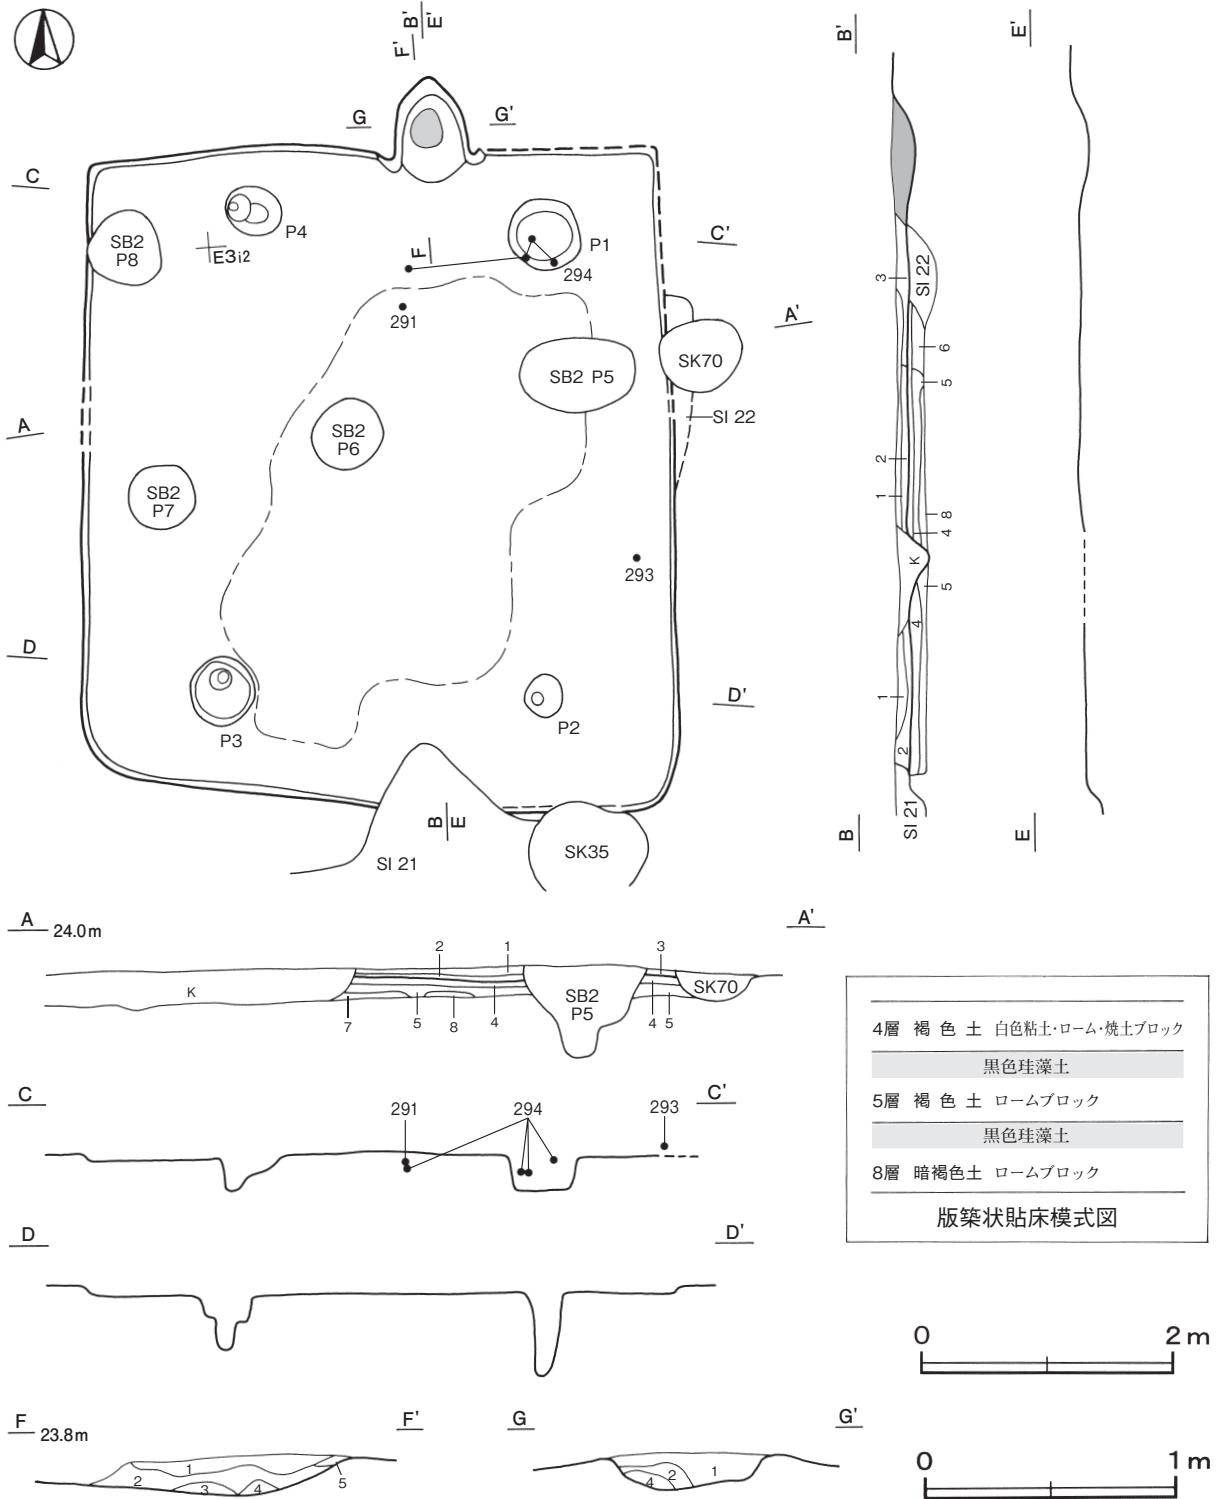 B' E'
F'
G G'
C
SB2
P8
P4
E3i2
F
P1
294
C'
291
A'
SB2 P5
SK70
SI 22
A
SB2
P6
SB2
P7
293
D
D'
P3
P2
B E
SI 21
SK35
B'
E'
3
SI 22
6
5
2
1
8
4
K
5
4
1
2
SI 21
B
E
A 24.0m
A'
2 1 3
K
SB2
P5
SK70
7 5 8 4 4 5
C
C'
291 294 293
D
D'
4層 褐色土 白色粘土・ローム・焼土ブロック
黒色珪藻土
5層 褐色土 ロームブロック
黒色珪藻土
8層 暗褐色土 ロームブロック
版築状貼床模式図
0 2m
F 23.8m
F'
1
2
3
4
5
G
G'
1
2
4
0 1m